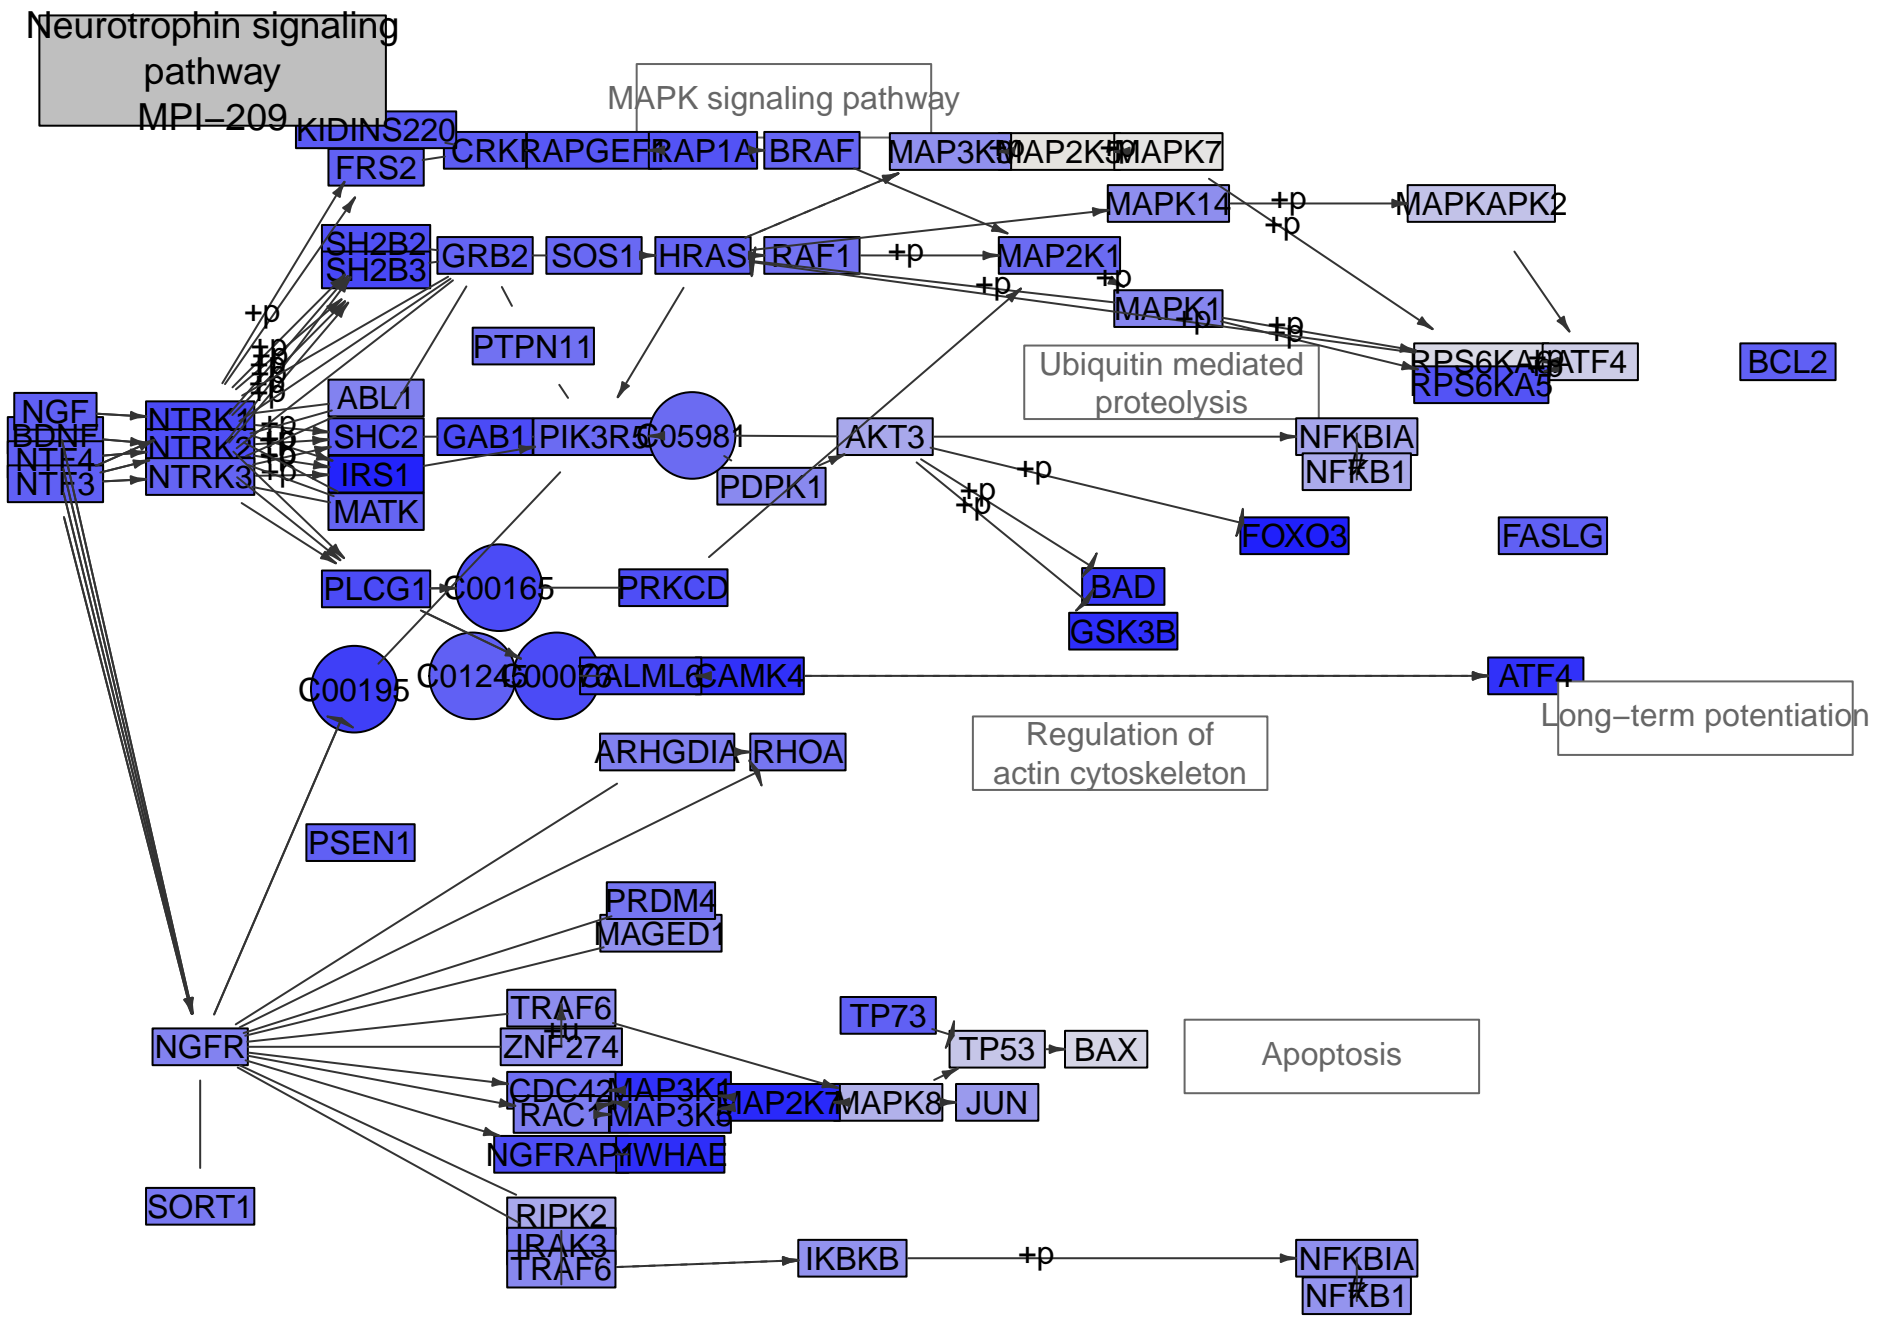 Neurotrophin signaling
pathway
MPI−209
MAPK signaling pathway
KIDINS220
FRS2
CRK
RAPGEF1
RAP1A
BRAF
MAP3K3
+p
MAP2K5
+p
MAPK7
MAPK14
+p
MAPKAPK2
+p
SH2B2
SH2B3
GRB2
SOS1
HRAS
RAF1
+p
MAP2K1
+p
+p
MAPK1
+p
+p
+p
PTPN11
Ubiquitin mediated
proteolysis
RPS6KA6
RPS6KA5
+p
+p
ATF4
BCL2
+p
+p
+p
+p
+p
+p
NGF
BDNF
NTF4
NTF3
NTRK1
NTRK2
NTRK3
+p
+p
+p
+p
ABL1
SHC2
IRS1
MATK
GAB1
PIK3R5
C05981
AKT3
PDPK1
+p
+p
+p
NFKBIA
NFKB1
FOXO3
FASLG
PLCG1
C00165
PRKCD
BAD
GSK3B
C00195
C01245
C00076
CALML6
CAMK4
ATF4
Long−term potentiation
Regulation of
actin cytoskeleton
ARHGDIA
RHOA
PSEN1
PRDM4
MAGED1
TRAF6
+u
ZNF274
NGFR
TP73
TP53
BAX
Apoptosis
CDC42
RAC1
MAP3K1
MAP3K5
MAP2K7
MAPK8
JUN
NGFRAP1
YWHAE
SORT1
RIPK2
IRAK3
TRAF6
IKBKB
+p
NFKBIA
NFKB1